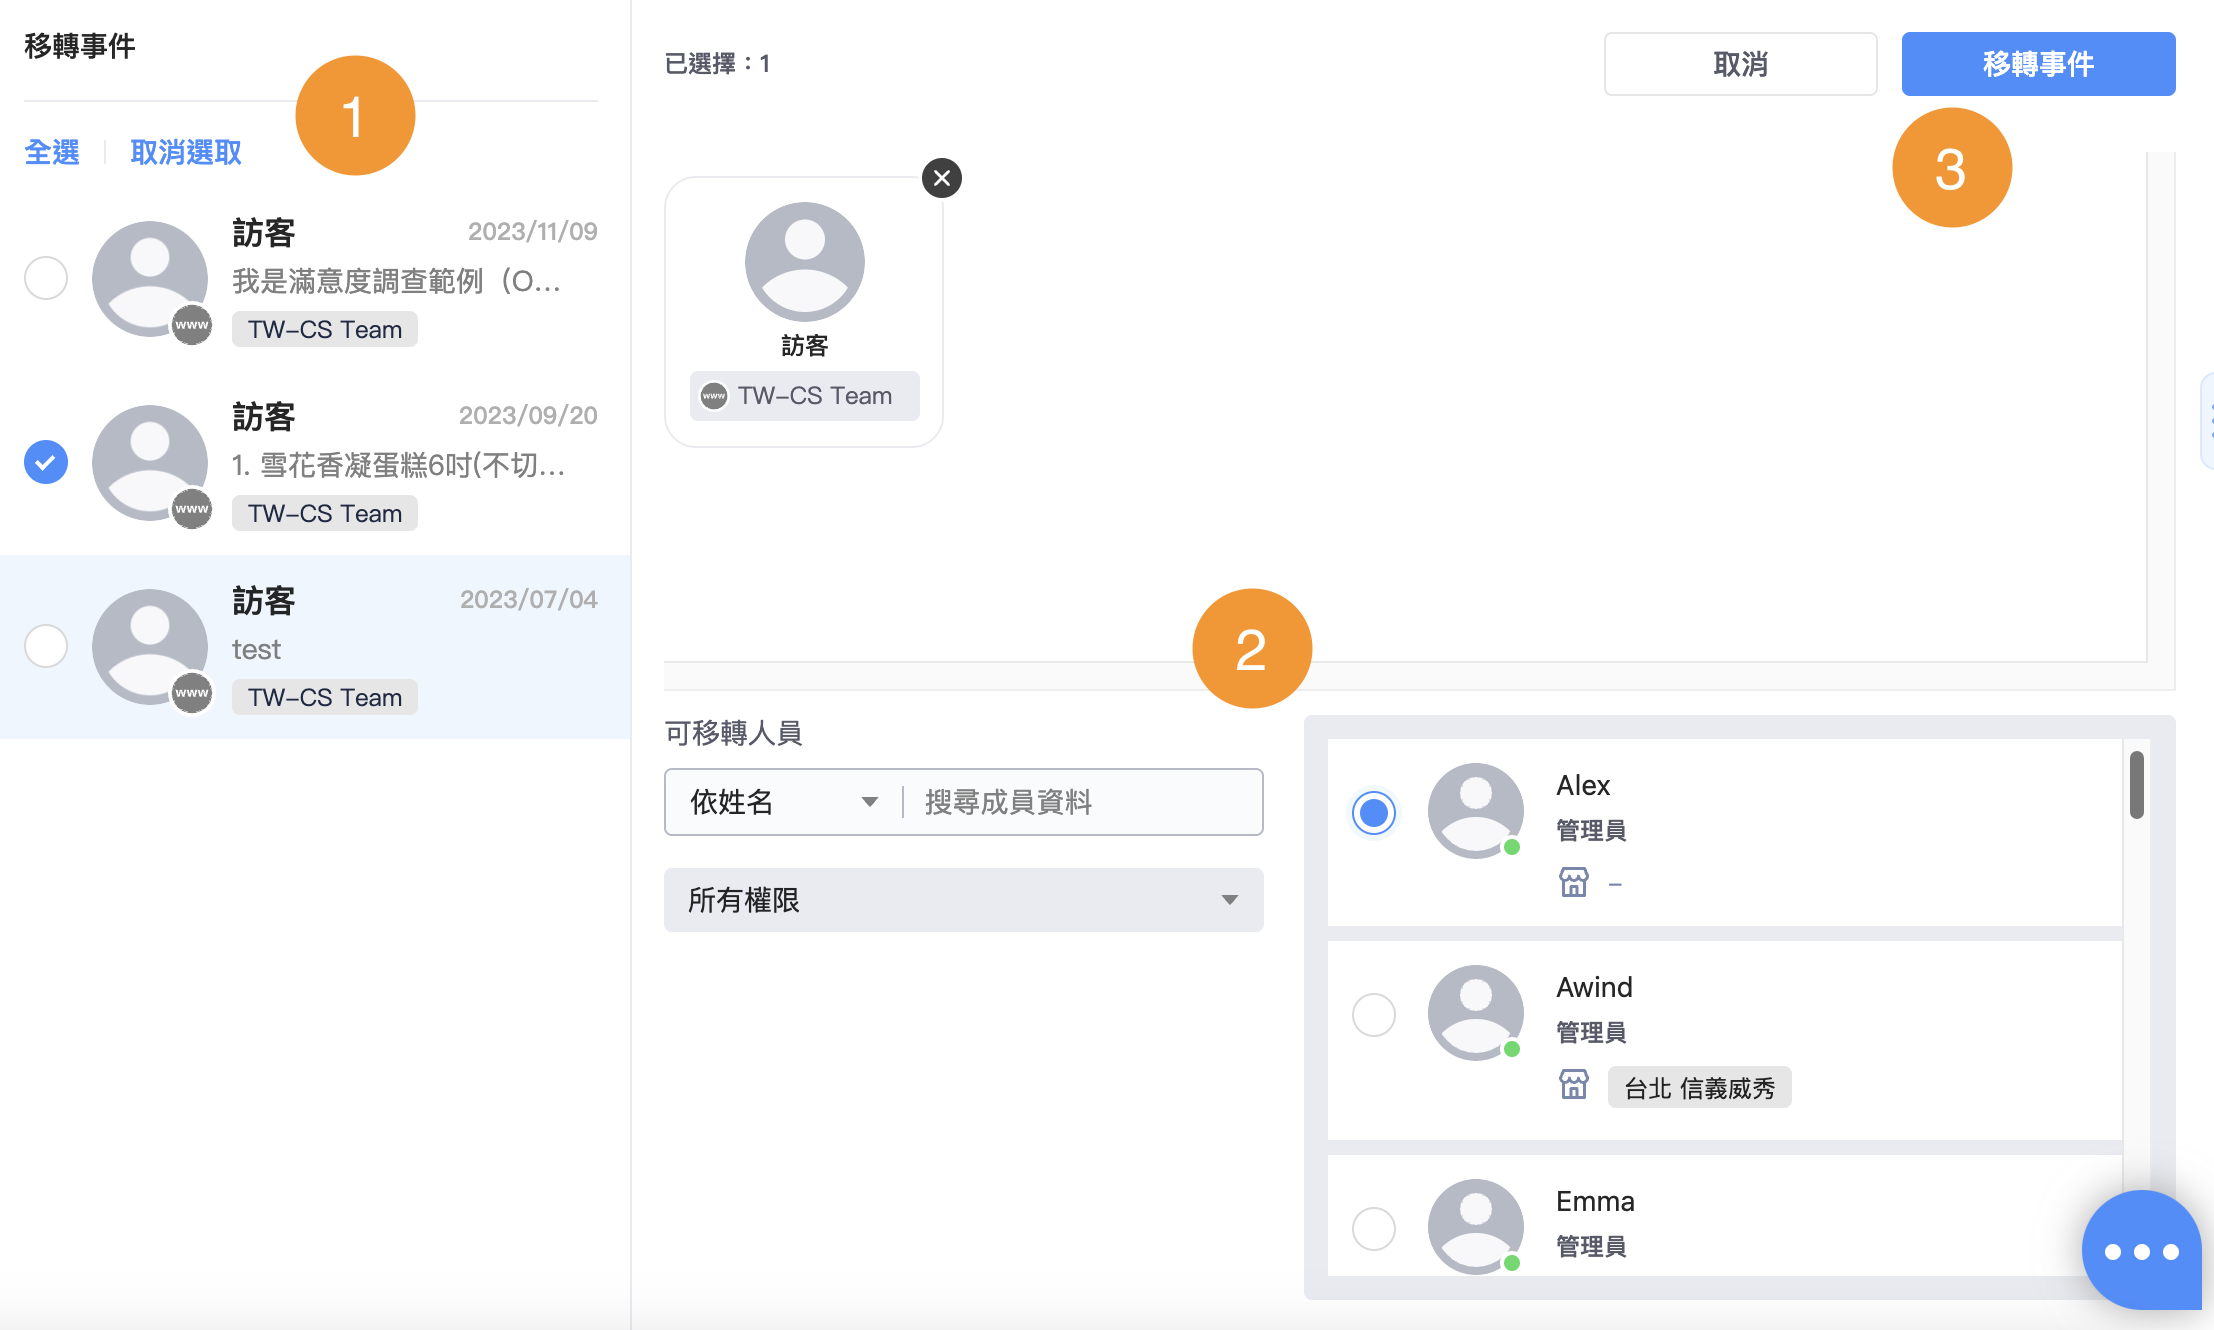 移轉事件
1
全選
取消選取
訪客
2023/11/09
我是滿意度調查範例（O...
www
TW-CS Team
訪客
2023/09/20
1. 雪花香凝蛋糕6吋(不切...
www
TW-CS Team
訪客
2023/07/04
test
www
TW-CS Team
已選擇：1
取消
移轉事件
3
訪客
www TW-CS Team
2
可移轉人員
依姓名
搜尋成員資料
所有權限
Alex
管理員
–
Awind
管理員
台北 信義威秀
Emma
管理員